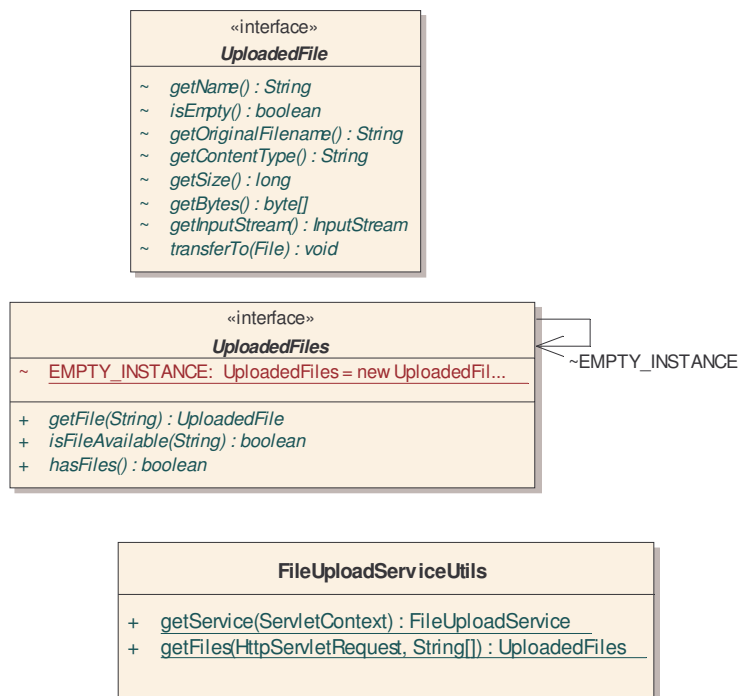 «interface»
UploadedFile
~ getName() : String
~ isEmpty() : boolean
~ getOriginalFilename() : String
~ getContentType() : String
~ getSize() : long
~ getBytes() : byte[]
~ getInputStream() : InputStream
~ transferTo(File) : void
«interface»
UploadedFiles
~ EMPTY_INSTANCE: UploadedFiles = new UploadedFil...
~EMPTY_INSTANCE
+ getFile(String) : UploadedFile
+ isFileAvailable(String) : boolean
+ hasFiles() : boolean
FileUploadServiceUtils
+ getService(ServletContext) : FileUploadService
+ getFiles(HttpServletRequest, String[]) : UploadedFiles